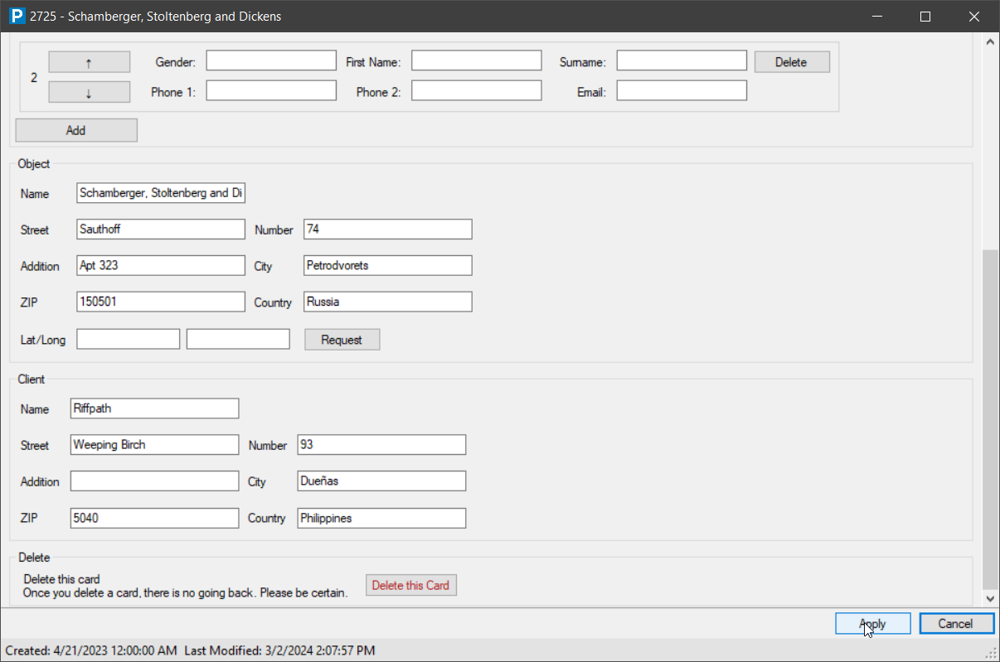 P 2725 - Schamberger, Stoltenberg and Dickens
2 ↑ Gender: First Name: Surname: Delete
↓ Phone 1: Phone 2: Email:
Add
Object
Name Schamberger, Stoltenberg and Di
Street Sauthoff Number 74
Addition Apt 323 City Petrodvorets
ZIP 150501 Country Russia
Lat/Long Request
Client
Name Riffpath
Street Weeping Birch Number 93
Addition City Dueñas
ZIP 5040 Country Philippines
Delete
Delete this card
Once you delete a card, there is no going back. Please be certain.
Delete this Card
Apply Cancel
Created: 4/21/2023 12:00:00 AM Last Modified: 3/2/2024 2:07:57 PM